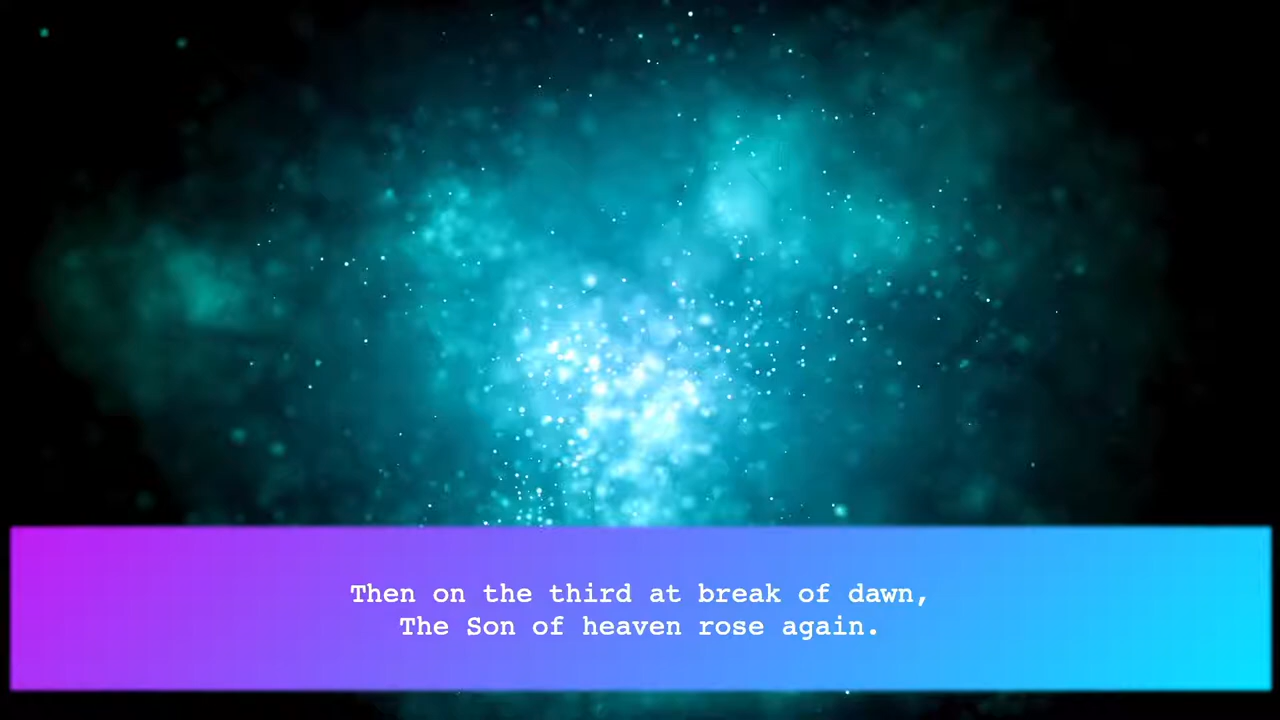 Then on the third at break of dawn,
The Son of heaven rose again.